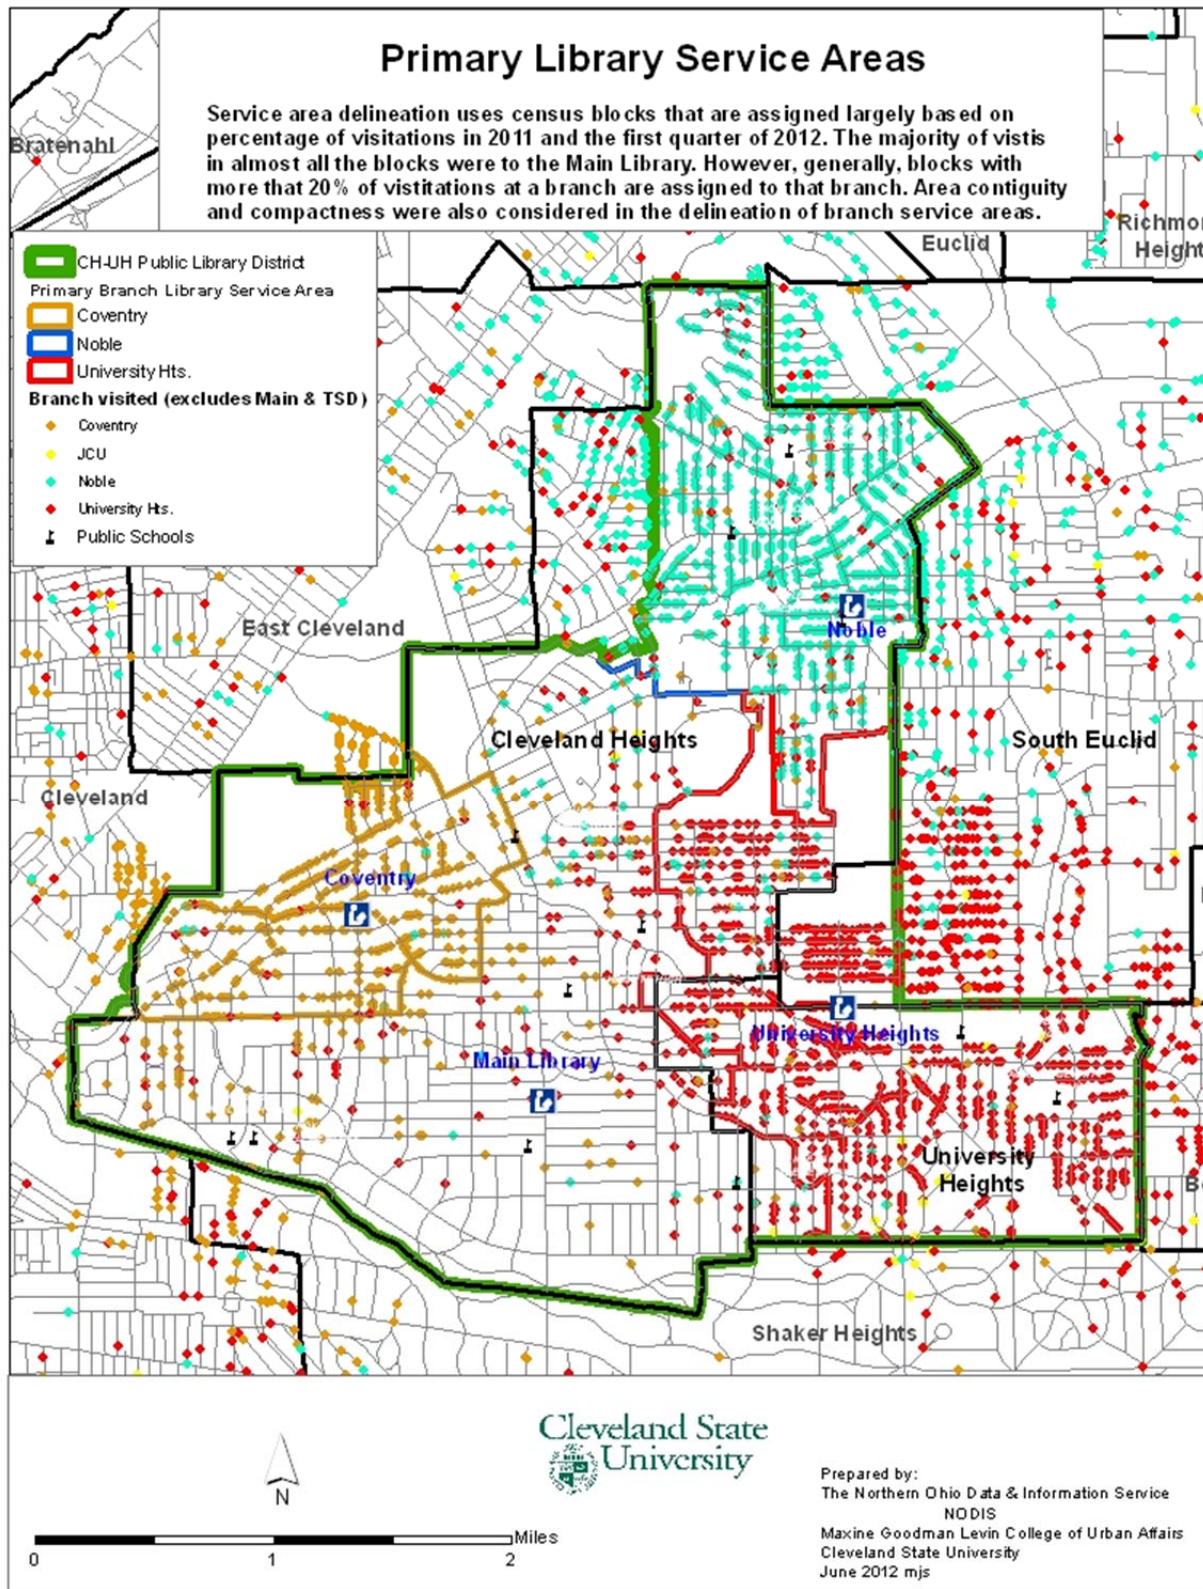 Primary Library Service Areas
Service area delineation uses census blocks that are assigned largely based on
percentage of visitations in 2011 and the first quarter of 2012. The majority of vistis
in almost all the blocks were to the Main Library. However, generally, blocks with
more that 20% of vistitations at a branch are assigned to that branch. Area contiguity
and compactness were also considered in the delineation of branch service areas.
Bratenahl
Richmon
Height
Euclid
CH-UH Public Library District
Primary Branch Library Service Area
Coventry
Noble
University Hts.
Branch visited (excludes Main & TSD)
Coventry
JCU
Noble
University Hts.
Public Schools
East Cleveland
Noble
Cleveland Heights
South Euclid
Cleveland
Coventry
University Heights
Main Library
University
Heights
Be
Shaker Heights
Cleveland State
University
N
Miles
0 1 2
Prepared by:
The Northern Ohio Data & Information Service
NODIS
Maxine Goodman Levin College of Urban Affairs
Cleveland State University
June 2012 mjs